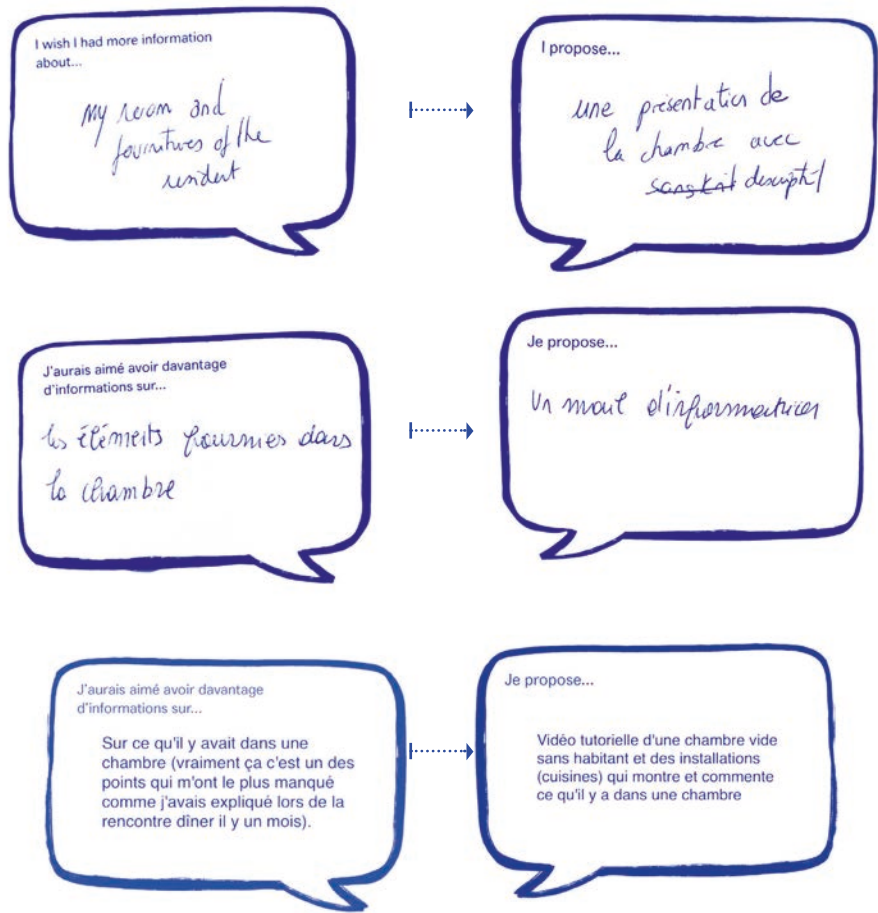 I wish I had more information
about...
my room and
fournitures of the
resident
I propose...
une présentation de
la chambre avec
descriptif
J'aurais aimé avoir davantage
d'informations sur...
les éléments fournies dans
la chambre
Je propose...
Un mail d'informations
J'aurais aimé avoir davantage
d'informations sur...
Sur ce qu'il y avait dans une
chambre (vraiment ça c'est un des
points qui m'ont le plus manqué
comme j'avais expliqué lors de la
rencontre dîner il y un mois).
Je propose...
Vidéo tutorielle d'une chambre vide
sans habitant et des installations
(cuisines) qui montre et commente
ce qu'il y a dans une chambre